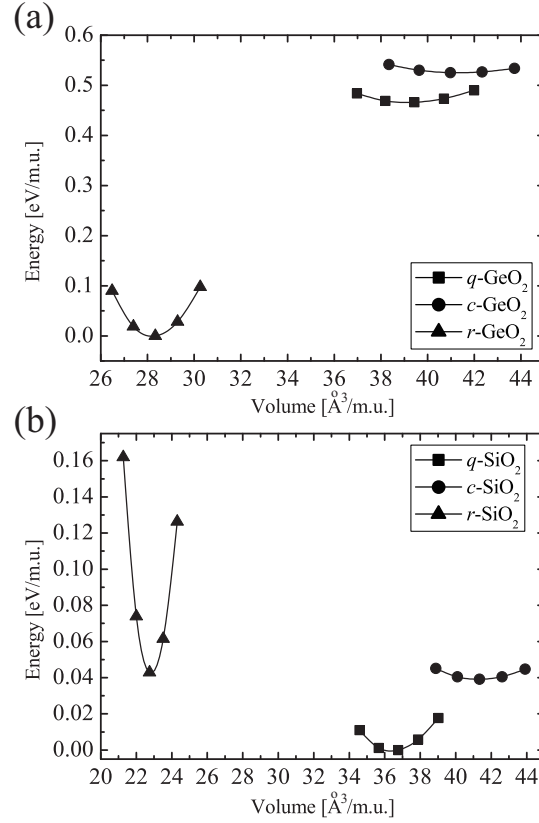 (a)
Energy [eV/m.u.]
0.7
0.6
0.5
0.4
0.3
0.2
0.1
0.0
q-GeO₂
c-GeO₂
r-GeO₂
26 28 30 32 34 36 38 40 42 44
Volume [Å³/m.u.]
(b)
Energy [eV/m.u.]
0.16
0.12
0.08
0.06
0.04
0.02
0.00
q-SiO₂
c-SiO₂
r-SiO₂
20 22 24 26 28 30 32 34 36 38 40 42 44
Volume [Å³/m.u.]